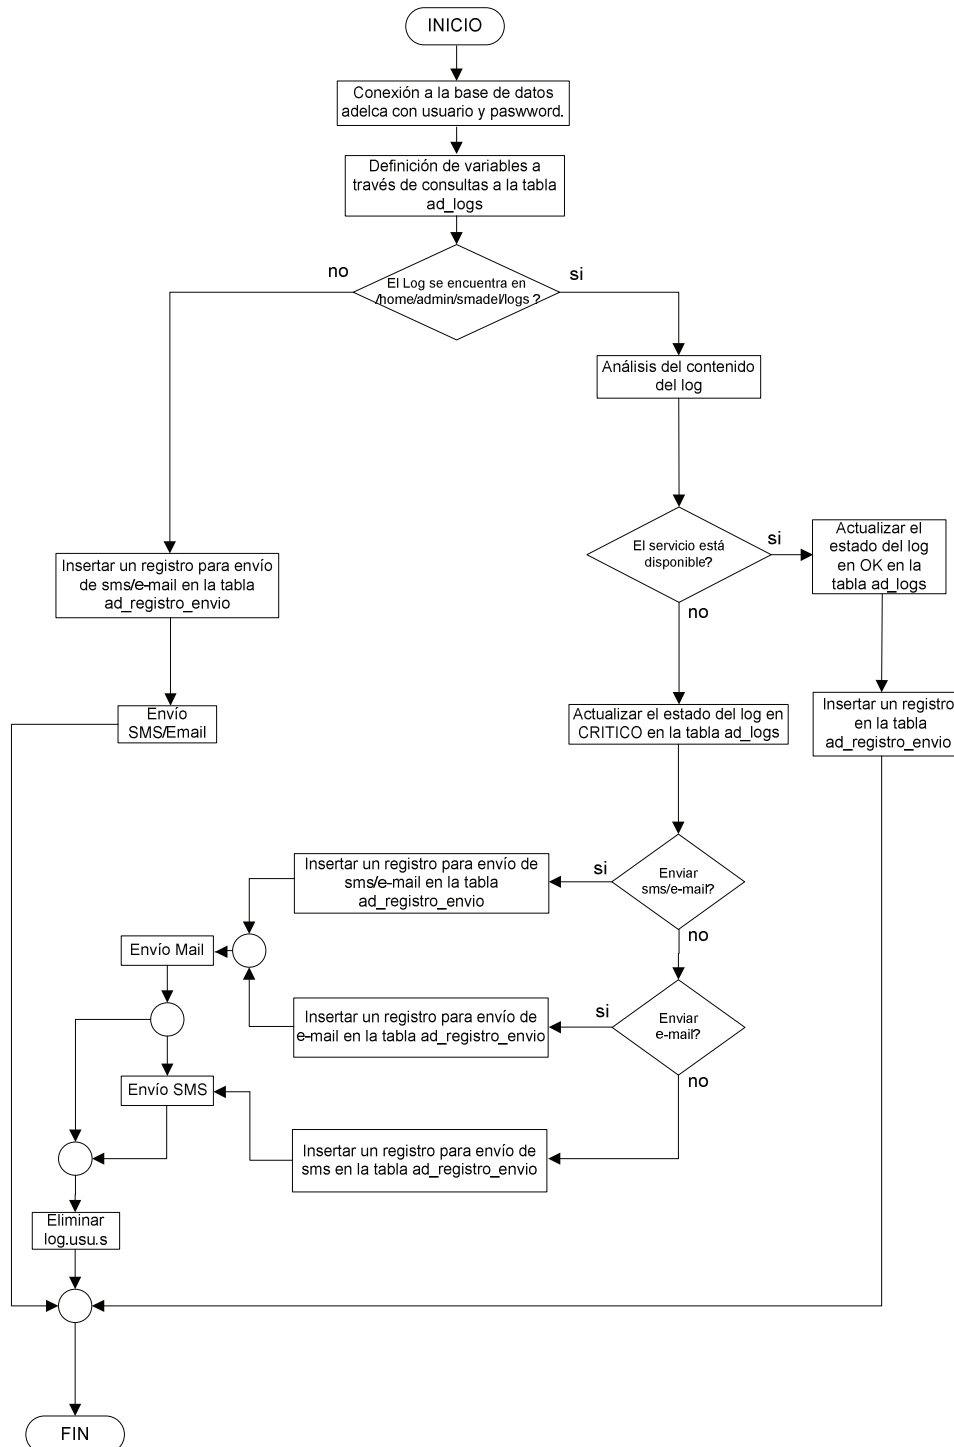 INICIO
Conexión a la base de datos
adelca con usuario y paswword.
Definición de variables a
través de consultas a la tabla
ad_logs
no
si
El Log se encuentra en
/home/admin/smadel/logs ?
Análisis del contenido
del log
El servicio está
disponible?
si
no
Actualizar el
estado del log
en OK en la
tabla ad_logs
Insertar un registro para envío
de sms/e-mail en la tabla
ad_registro_envio
Envío
SMS/Email
Actualizar el estado del log en
CRITICO en la tabla ad_logs
Insertar un registro
en la tabla
ad_registro_envio
Insertar un registro para envío de
sms/e-mail en la tabla
ad_registro_envio
si
Enviar
sms/e-mail?
no
Envío Mail
Insertar un registro para envío de
e-mail en la tabla ad_registro_envio
si
Enviar
e-mail?
no
Envío SMS
Insertar un registro para envío de
sms en la tabla ad_registro_envio
Eliminar
log.usu.s
FIN